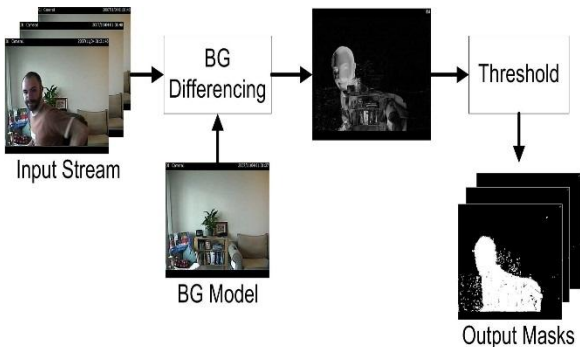 BG
Differencing
Threshold
Input Stream
BG Model
Output Masks